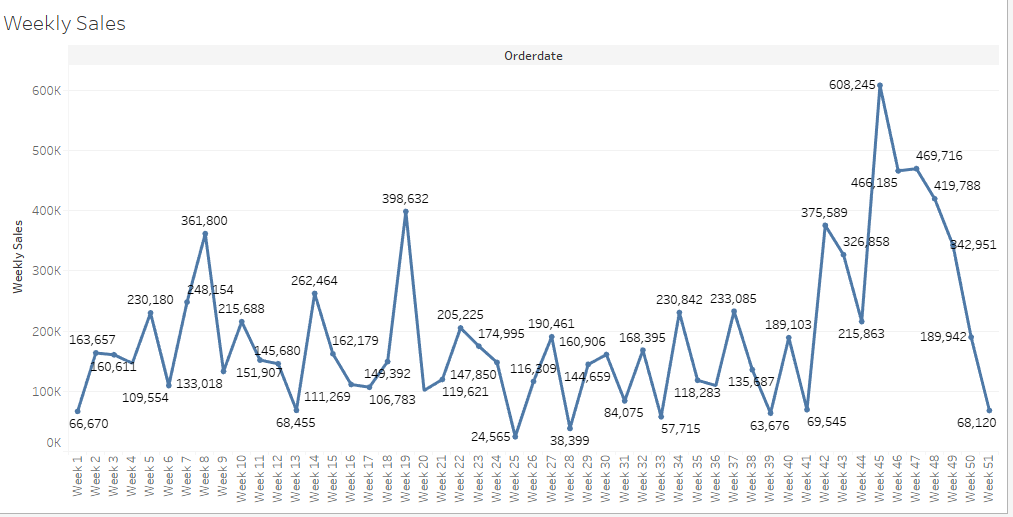 Weekly Sales
Orderdate
Weekly Sales
600K
500K
400K
300K
200K
100K
0K
66,670
163,657
160,611
230,180
109,554
248,154
361,800
133,018
215,688
151,907
145,680
68,455
262,464
162,179
111,269
106,783
149,392
398,632
119,621
205,225
174,995
147,850
24,565
116,309
190,461
38,399
144,659
160,906
84,075
168,395
57,715
230,842
118,283
233,085
135,687
63,676
189,103
69,545
375,589
326,858
215,863
608,245
466,185
469,716
419,788
342,951
189,942
68,120
Week 1
Week 2
Week 3
Week 4
Week 5
Week 6
Week 7
Week 8
Week 9
Week 10
Week 11
Week 12
Week 13
Week 14
Week 15
Week 16
Week 17
Week 18
Week 19
Week 20
Week 21
Week 22
Week 23
Week 24
Week 25
Week 26
Week 27
Week 28
Week 29
Week 30
Week 31
Week 32
Week 33
Week 34
Week 35
Week 36
Week 37
Week 38
Week 39
Week 40
Week 41
Week 42
Week 43
Week 44
Week 45
Week 46
Week 47
Week 48
Week 49
Week 50
Week 51